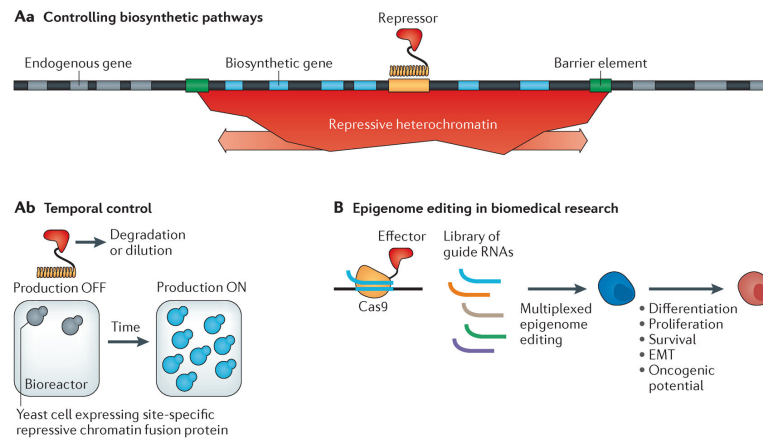 Aa Controlling biosynthetic pathways
Repressor
Endogenous gene
Biosynthetic gene
Barrier element
Repressive heterochromatin
Ab Temporal control
Degradation
or dilution
Production OFF
Production ON
Time
Bioreactor
Yeast cell expressing site-specific
repressive chromatin fusion protein
B Epigenome editing in biomedical research
Effector
Library of
guide RNAs
Cas9
Multiplexed
epigenome
editing
• Differentiation
• Proliferation
• Survival
• EMT
• Oncogenic
potential